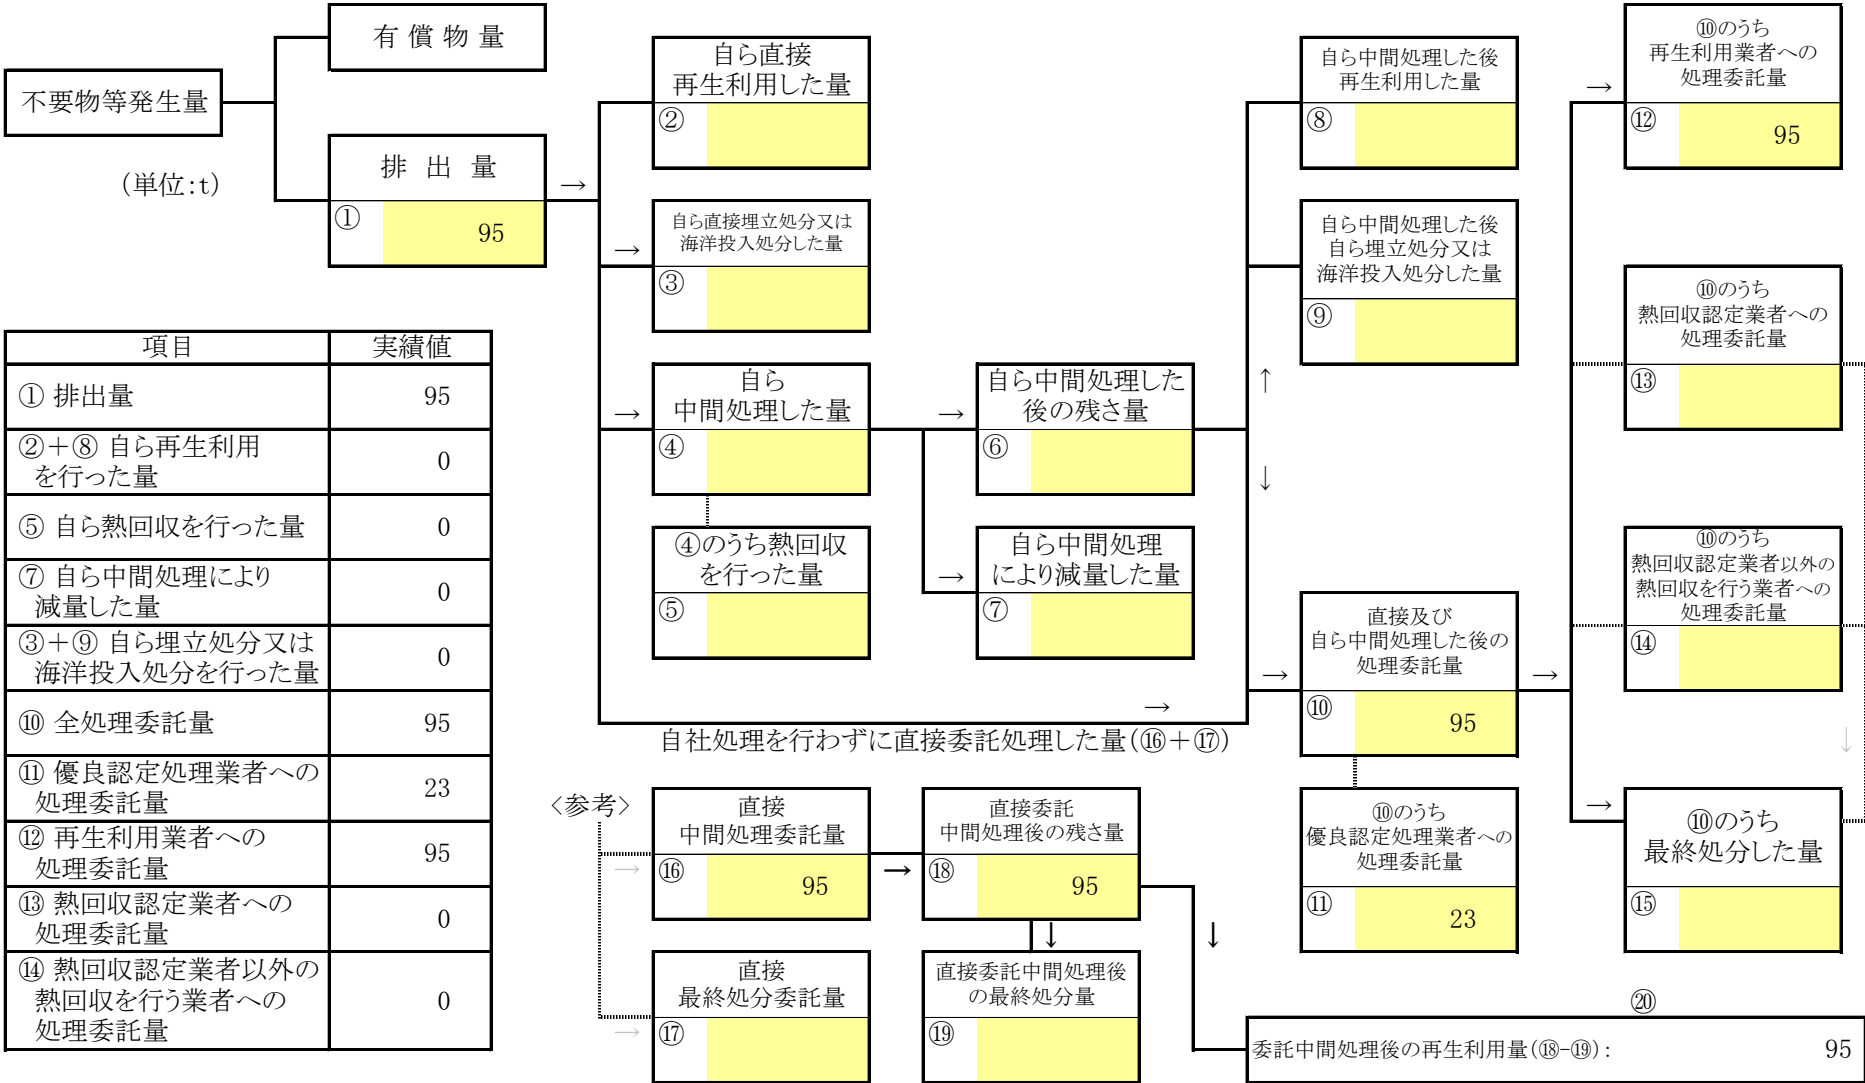 有 償 物 量
不要物等発生量
(単位:t)
排 出 量
①
95
→
自ら直接
再生利用した量
②
→
自ら直接埋立処分又は
海洋投入処分した量
③
→
自ら
中間処理した量
④
④のうち熱回収
を行った量
⑤
→
自ら中間処理した
後の残さ量
⑥
→
自ら中間処理
により減量した量
⑦
↑
↓
自ら中間処理した後
再生利用した量
⑧
自ら中間処理した後
自ら埋立処分又は
海洋投入処分した量
⑨
→
直接及び
自ら中間処理した後の
処理委託量
⑩
95
→
自社処理を行わずに直接委託処理した量(⑯+⑰)
⑩のうち
優良認定処理業者への
処理委託量
⑪
23
→
→
⑩のうち
再生利用業者への
処理委託量
⑫
95
⑩のうち
熱回収認定業者への
処理委託量
⑬
⑩のうち
熱回収認定業者以外の
熱回収を行う業者への
処理委託量
⑭
↓
→
⑩のうち
最終処分した量
⑮
項目
実績値
① 排出量
95
②+⑧ 自ら再生利用
を行った量
0
⑤ 自ら熱回収を行った量
0
⑦ 自ら中間処理により
減量した量
0
③+⑨ 自ら埋立処分又は
海洋投入処分を行った量
0
⑩ 全処理委託量
95
⑪ 優良認定処理業者への
処理委託量
23
⑫ 再生利用業者への
処理委託量
95
⑬ 熱回収認定業者への
処理委託量
0
⑭ 熱回収認定業者以外の
熱回収を行う業者への
処理委託量
0
<参考>
→
直接
中間処理委託量
⑯
95
→
直接委託
中間処理後の残さ量
⑱
95
↓
↓
→
直接
最終処分委託量
⑰
直接委託中間処理後
の最終処分量
⑲
⑳
委託中間処理後の再生利用量(⑱-⑲):
95